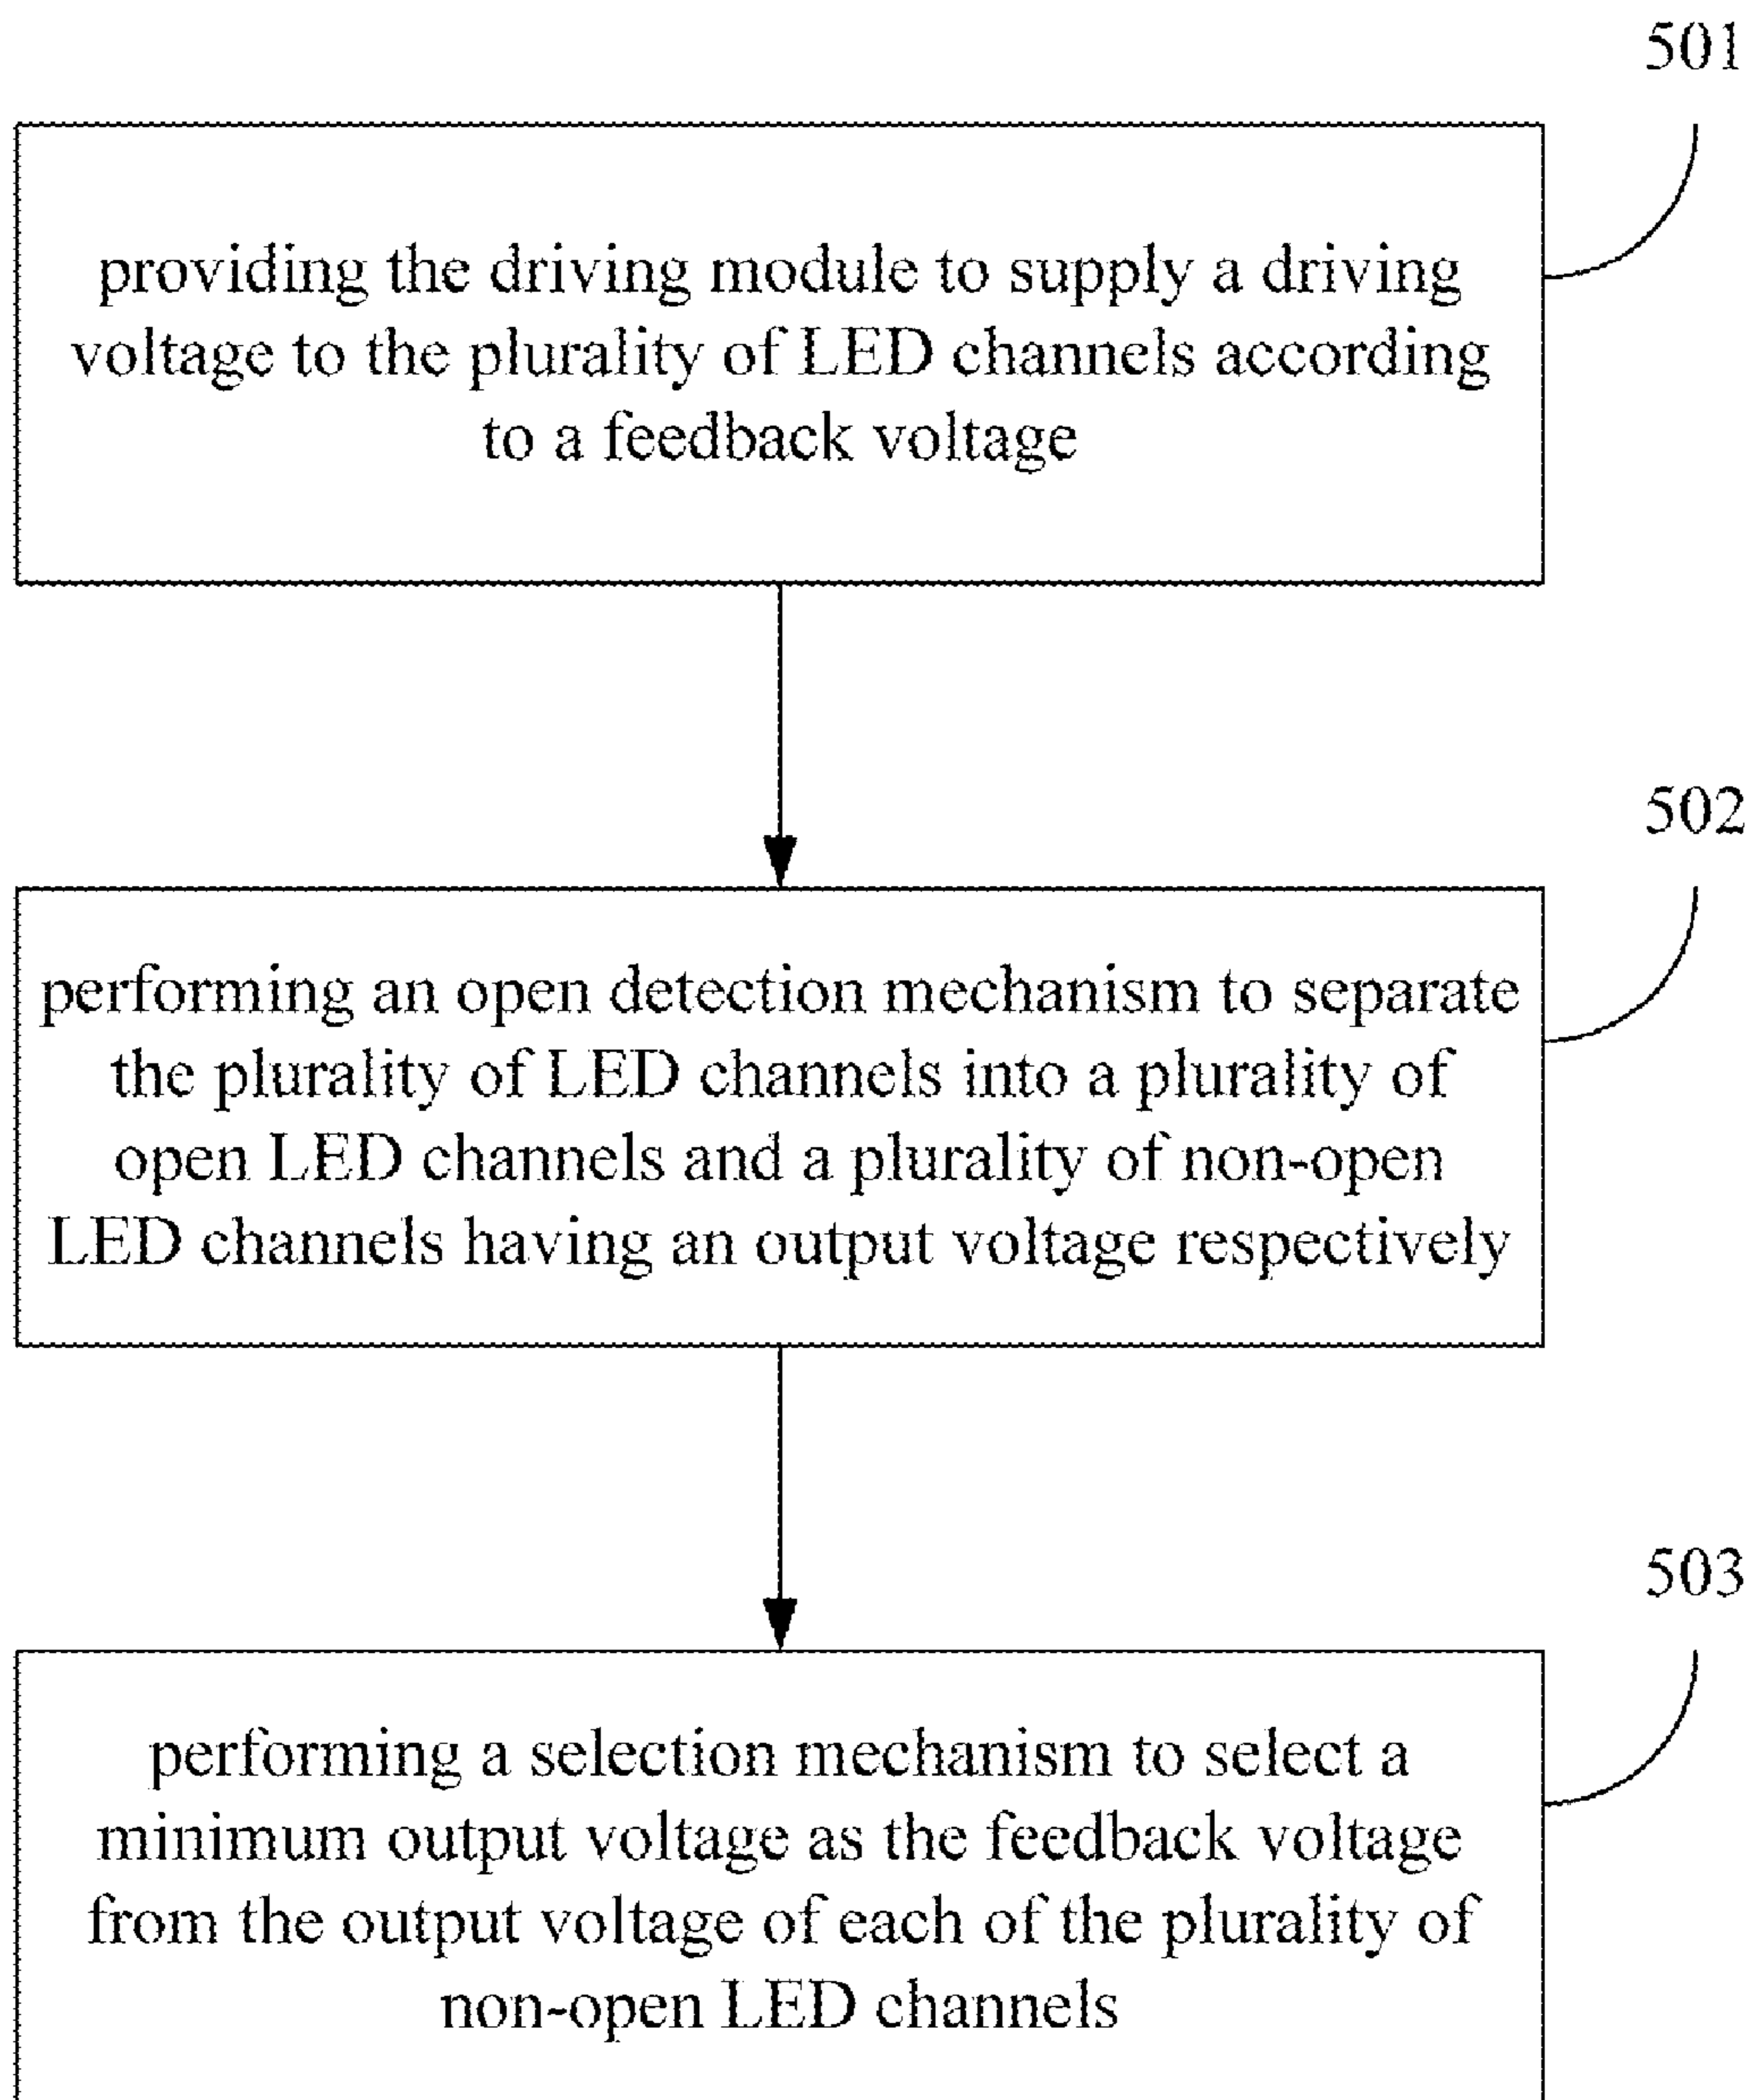 501
providing the driving module to supply a driving
voltage to the plurality of LED channels according
to a feedback voltage
502
performing an open detection mechanism to separate
the plurality of LED channels into a plurality of
open LED channels and a plurality of non-open
LED channels having an output voltage respectively
503
performing a selection mechanism to select a
minimum output voltage as the feedback voltage
from the output voltage of each of the plurality of
non-open LED channels